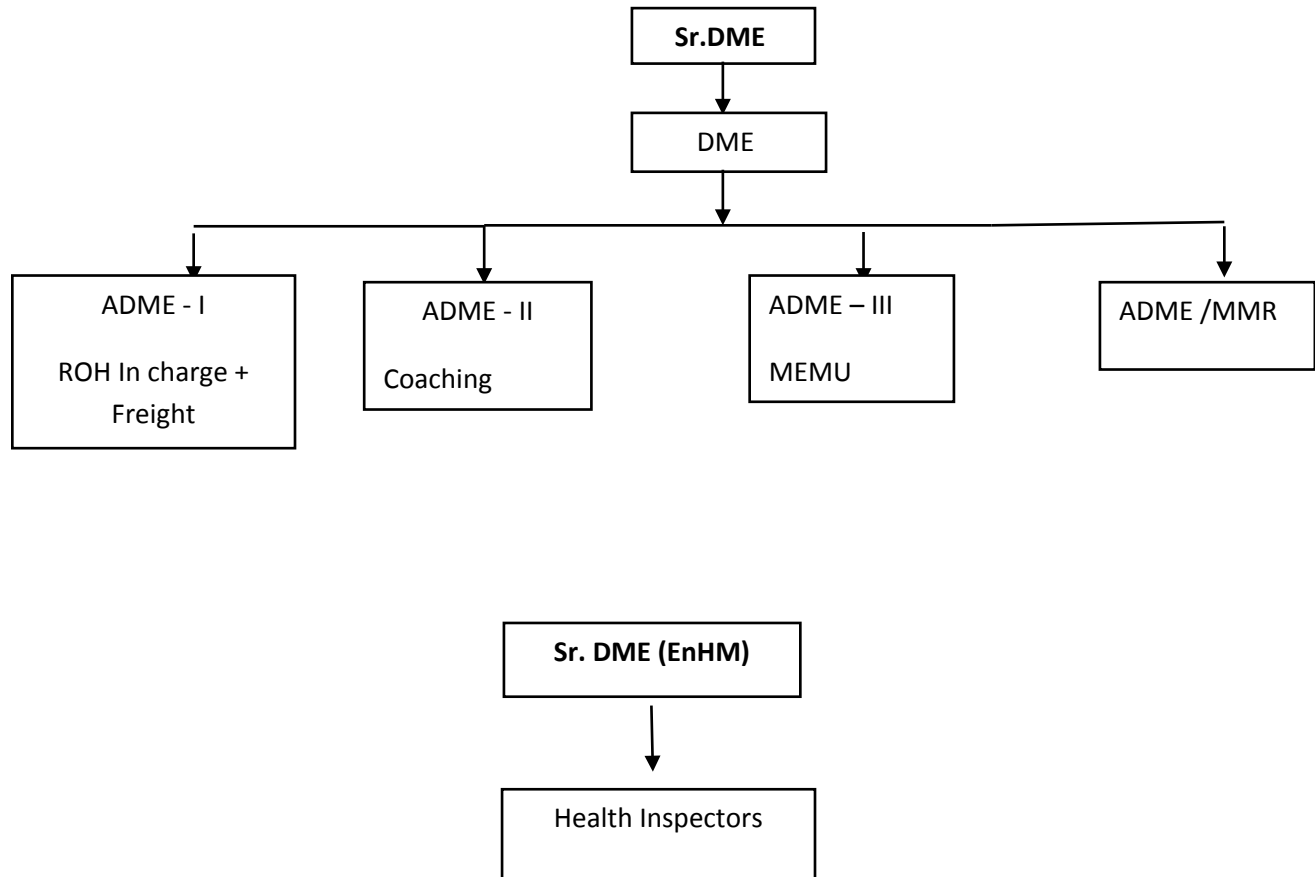 Sr.DME
DME
ADME - I
ROH In charge +
Freight
ADME - II
Coaching
ADME – III
MEMU
ADME /MMR
Sr. DME (EnHM)
Health Inspectors